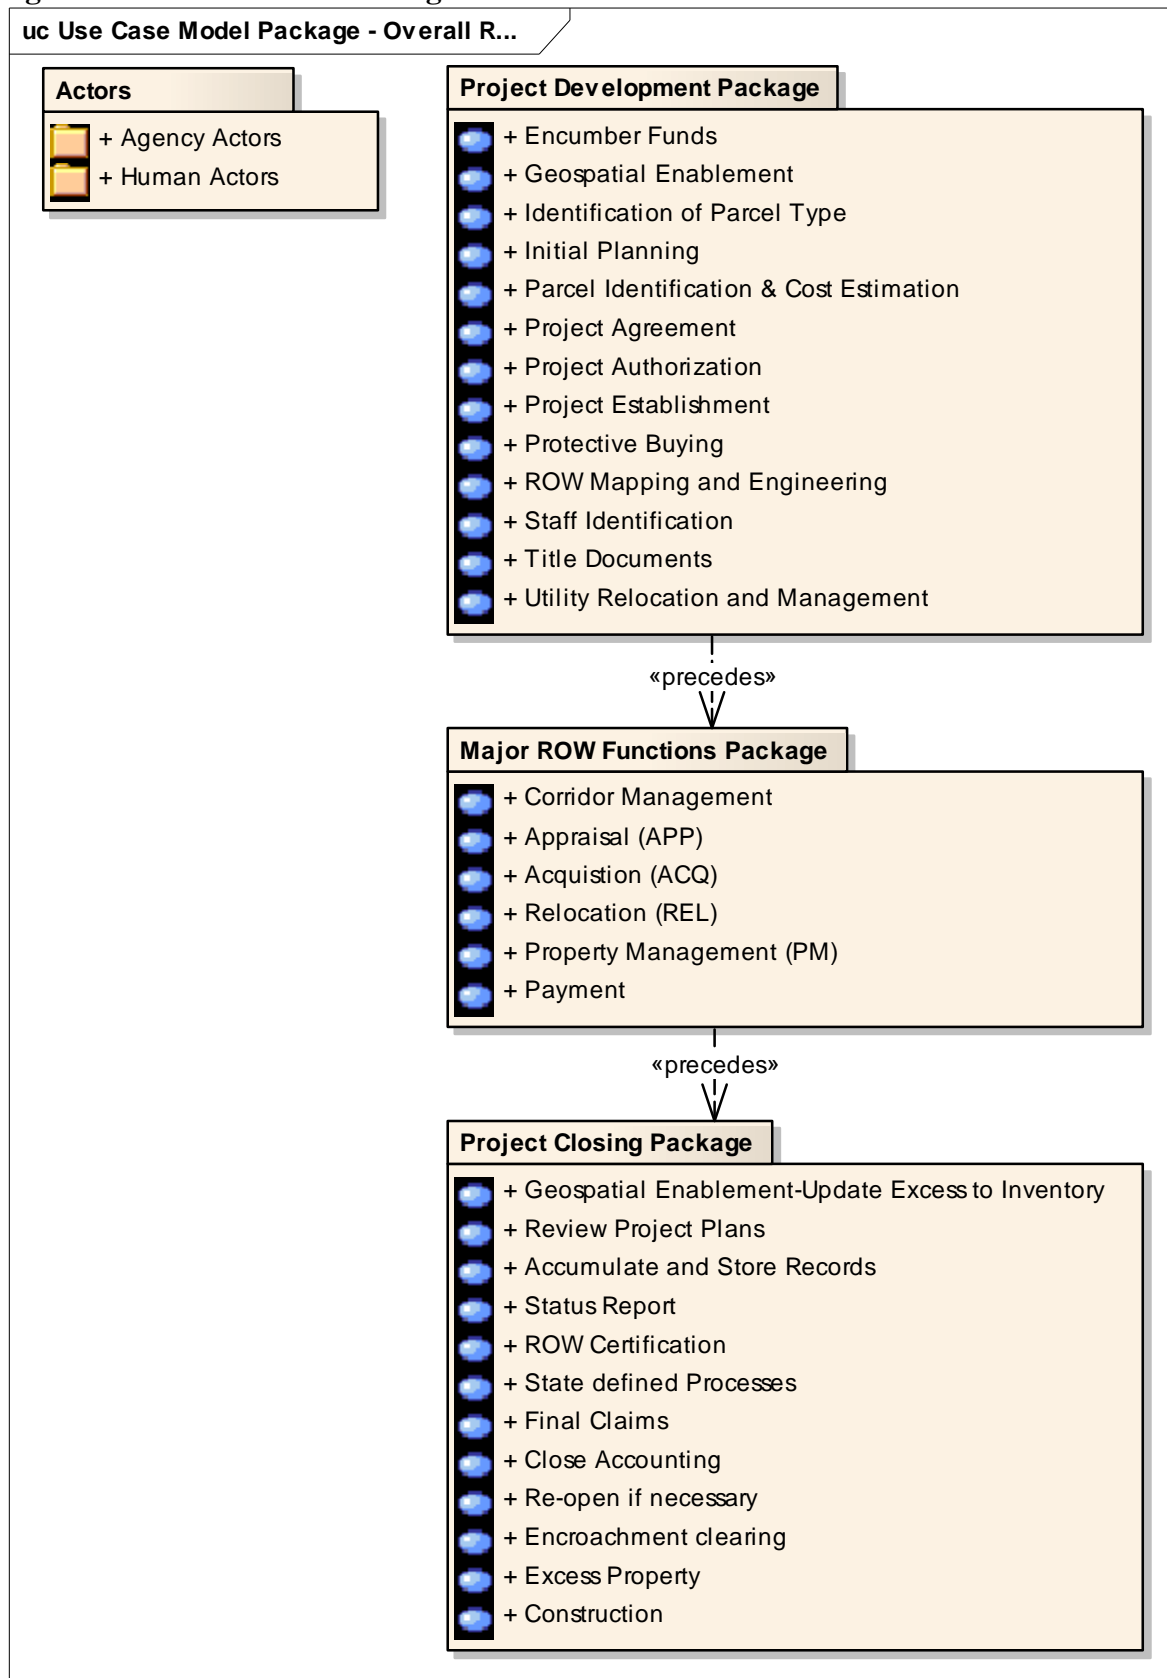 uc Use Case Model Package - Overall R...
Actors
+ Agency Actors
+ Human Actors
Project Development Package
+ Encumber Funds
+ Geospatial Enablement
+ Identification of Parcel Type
+ Initial Planning
+ Parcel Identification & Cost Estimation
+ Project Agreement
+ Project Authorization
+ Project Establishment
+ Protective Buying
+ ROW Mapping and Engineering
+ Staff Identification
+ Title Documents
+ Utility Relocation and Management
«precedes»
Major ROW Functions Package
+ Corridor Management
+ Appraisal (APP)
+ Acquistion (ACQ)
+ Relocation (REL)
+ Property Management (PM)
+ Payment
«precedes»
Project Closing Package
+ Geospatial Enablement-Update Excess to Inventory
+ Review Project Plans
+ Accumulate and Store Records
+ Status Report
+ ROW Certification
+ State defined Processes
+ Final Claims
+ Close Accounting
+ Re-open if necessary
+ Encroachment clearing
+ Excess Property
+ Construction